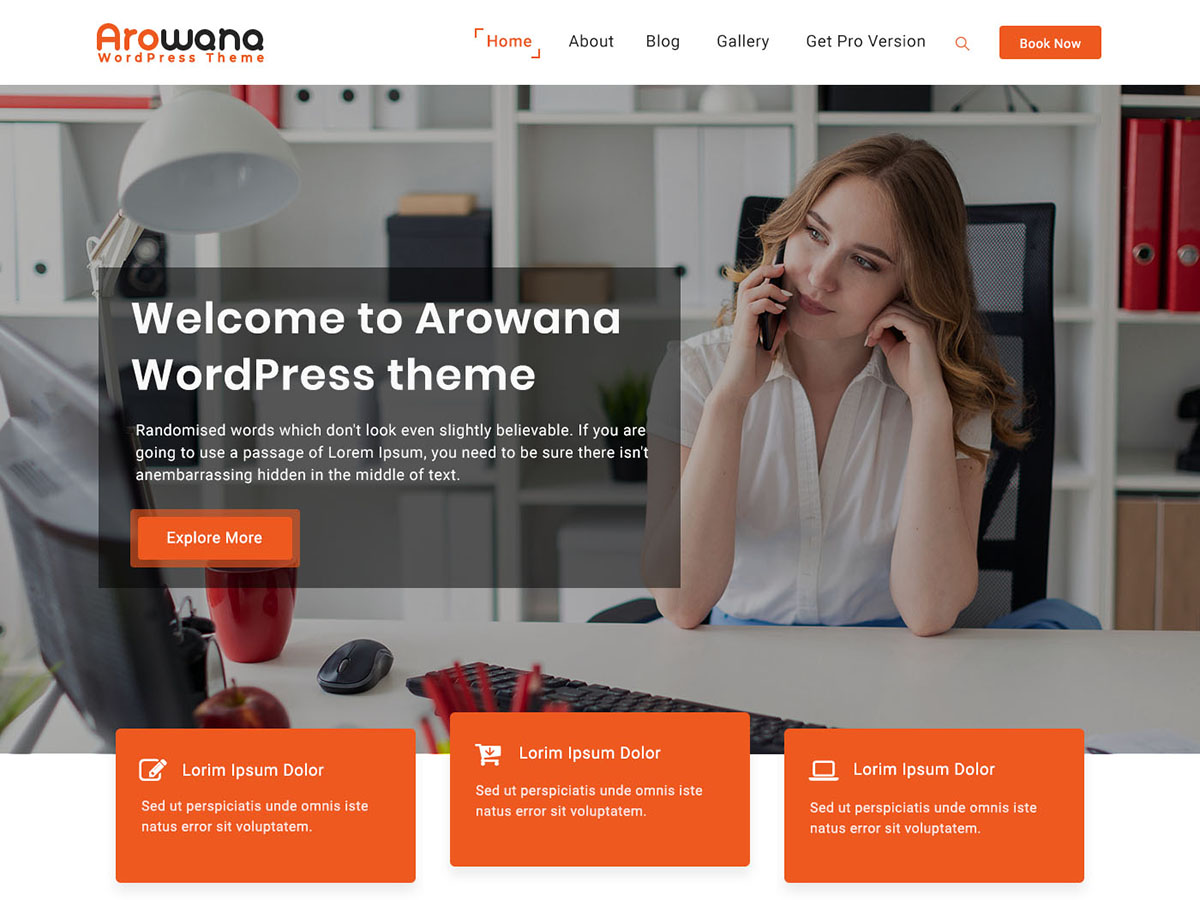 Arowana
WordPress Theme
Home About Blog Gallery Get Pro Version Book Now
Welcome to Arowana
WordPress theme
Randomised words which don't look even slightly believable. If you are
going to use a passage of Lorem Ipsum, you need to be sure there isn't
anembarrassing hidden in the middle of text.
Explore More
Lorim Ipsum Dolor
Sed ut perspiciatis unde omnis iste
natus error sit voluptatem.
Lorim Ipsum Dolor
Sed ut perspiciatis unde omnis iste
natus error sit voluptatem.
Lorim Ipsum Dolor
Sed ut perspiciatis unde omnis iste
natus error sit voluptatem.